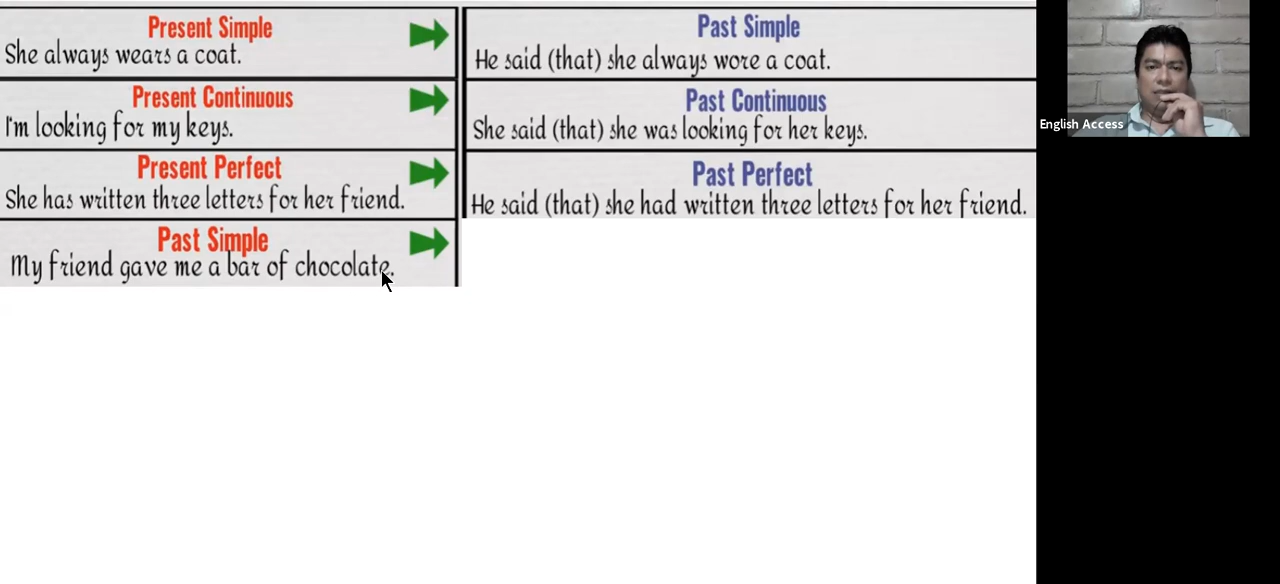 Present Simple
She always wears a coat.
Past Simple
He said (that) she always wore a coat.
Present Continuous
I'm looking for my keys.
Past Continuous
She said (that) she was looking for her keys.
Present Perfect
She has written three letters for her friend.
Past Perfect
He said (that) she had written three letters for her friend.
Past Simple
My friend gave me a bar of chocolate.
English Access